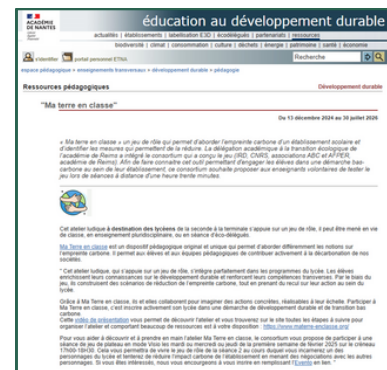 ACADÉMIE
DE NANTES
éducation au développement durable
actualités | établissements | labellisation E3D | écodélégués | partenariats | ressources
biodiversité | climat | consommation | culture | déchets | énergie | patrimoine | santé | économie
s'identifier portail personnel ETNA Recherche
espace pédagogique > enseignements transversaux > développement durable > pédagogie
Ressources pédagogiques Développement durable
"Ma terre en classe"
Du 13 décembre 2024 au 30 juillet 2026
« Ma terre en classe » un jeu de rôle qui permet d'aborder l'empreinte carbone d'un établissement scolaire et
d'identifier les mesures qui permettent de la réduire. La délégation académique à la transition écologique de
l'académie de Reims a intégré le consortium qui a conçu le jeu (IRD, CNRS, associations ABC et AFPER,
académie de Reims). Afin de faire connaitre cet outil permettant d'engager les élèves dans une démarche bas-
carbone au sein de leur établissement, ce consortium souhaite proposer aux enseignants volontaires de tester le
jeu lors de séances à distance d'une heure trente minutes.
Cet atelier ludique à destination des lycéens de la seconde à la terminale s'appuie sur un jeu de rôle, il peut être mené en vie
de classe, en enseignement pluridisciplinaire, ou en séance d'éco-délégués.
Ma Terre en classe est un dispositif pédagogique original et unique qui permet d'aborder différemment les notions sur
l'empreinte carbone. Il permet aux élèves et aux équipes pédagogiques de contribuer activement à la décarbonation de nos
sociétés.
" Cet atelier ludique, qui s'appuie sur un jeu de rôle, s'intègre parfaitement dans les programmes du lycée. Les élèves
enrichissent leurs connaissances sur le développement durable et renforcent leurs compétences transverses. Par le biais du
jeu, ils construisent des scénarios de réduction de l'empreinte carbone, tout en prenant du recul sur leur action au sein du
lycée.
Grâce à Ma Terre en classe, ils et elles collaborent pour imaginer des actions concrètes, réalisables à leur échelle. Participer à
Ma Terre en classe, c'est inscrire activement son lycée dans une démarche de développement durable et de transition bas
carbone.
Cette vidéo de présentation vous permet de découvrir l'atelier et vous trouverez sur le site toutes les étapes à suivre pour
organiser l'atelier et comportant beaucoup de ressources est à votre disposition : https://www.materre-enclasse.org/
Pour vous aider à découvrir et à prendre en main l'atelier Ma Terre en classe, le consortium vous propose de participer à une
séance de jeu de plateau en mode Visio les mardi ou mercredi ou jeudi de la première semaine de février 2025 sur le créneau
17h00-18H30. Cela vous permettra de vivre le jeu de rôle de la séance 2 au cours duquel vous incarnerez un des
personnages du lycée et tenterez de réduire l'impact carbone de l'établissement en menant des négociations avec les autres
personnages. Si vous êtes intéressés, nous vous encourageons à vous inscrire en remplissant l'Evento en lien. "